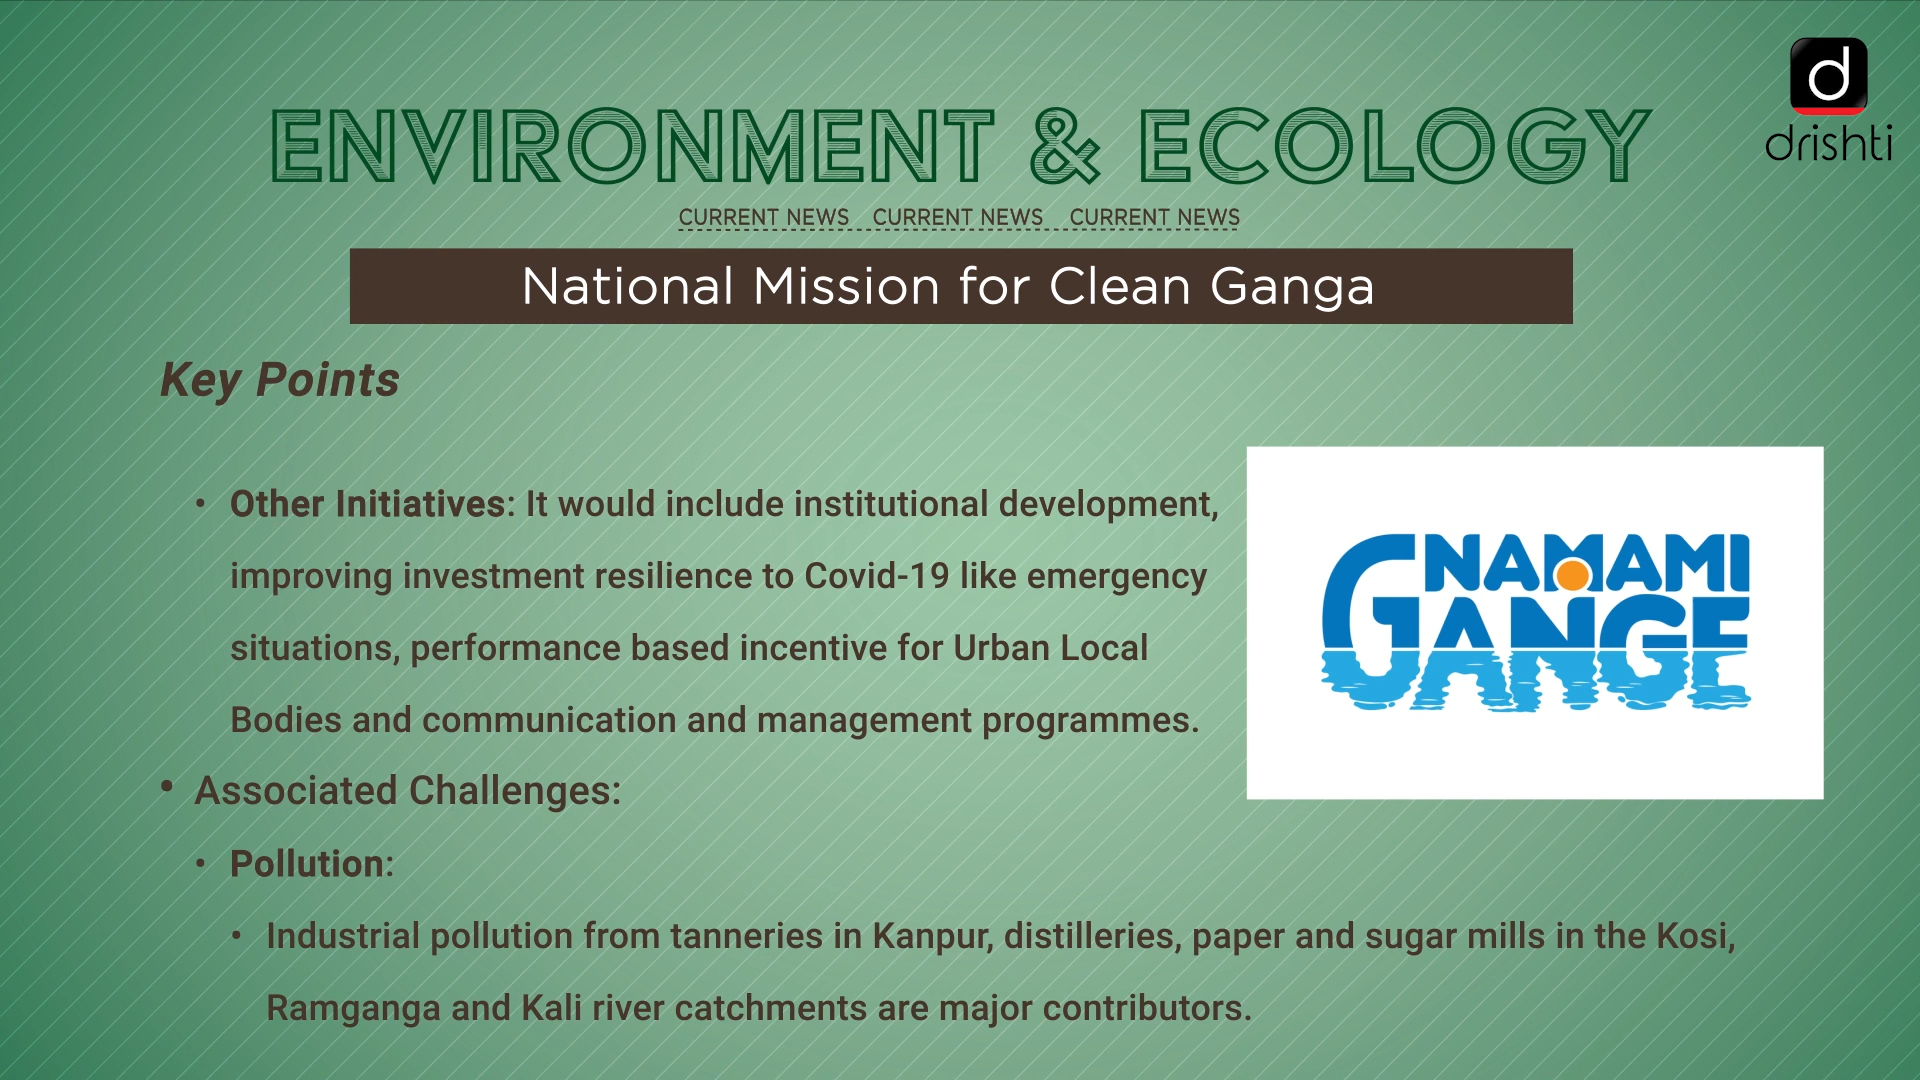 d
drishti
ENVIRONMENT & ECOLOGY
CURRENT NEWS CURRENT NEWS CURRENT NEWS
National Mission for Clean Ganga
Key Points
• Other Initiatives: It would include institutional development,
improving investment resilience to Covid-19 like emergency
situations, performance based incentive for Urban Local
Bodies and communication and management programmes.
NAMAMI
GANGE
• Associated Challenges:
• Pollution:
• Industrial pollution from tanneries in Kanpur, distilleries, paper and sugar mills in the Kosi,
Ramganga and Kali river catchments are major contributors.